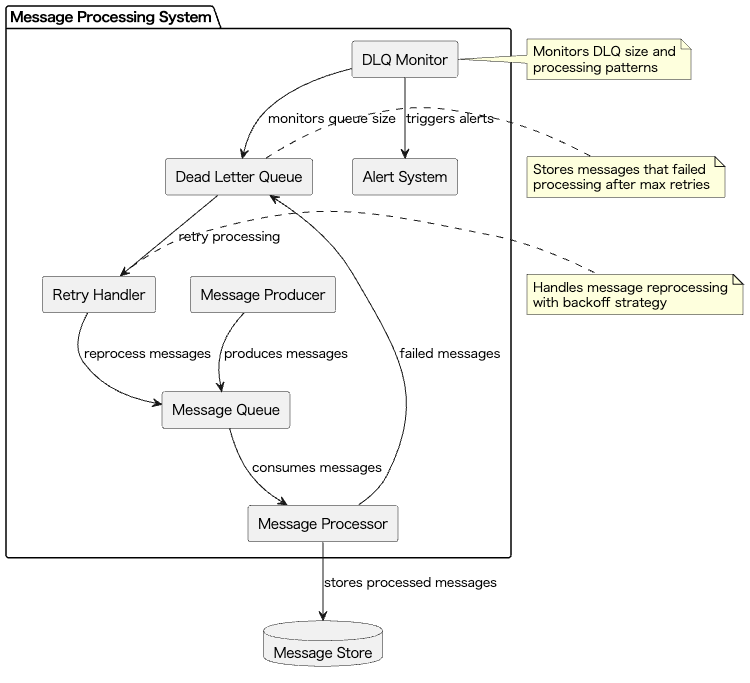 Message Processing System
DLQ Monitor
Monitors DLQ size and
processing patterns
monitors queue size
triggers alerts
Dead Letter Queue
Alert System
Stores messages that failed
processing after max retries
retry processing
Retry Handler
Message Producer
Handles message reprocessing
with backoff strategy
reprocess messages
produces messages
failed messages
Message Queue
consumes messages
Message Processor
stores processed messages
Message Store